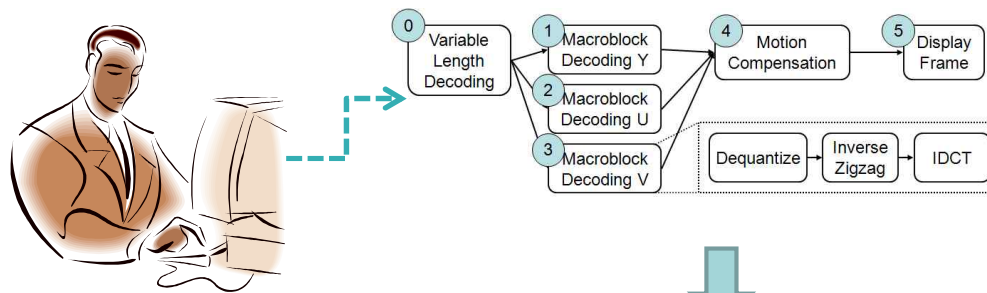 0
Variable
Length
Decoding
1
Macroblock
Decoding Y
2
Macroblock
Decoding U
3
Macroblock
Decoding V
4
Motion
Compensation
5
Display
Frame
Dequantize
Inverse
Zigzag
IDCT